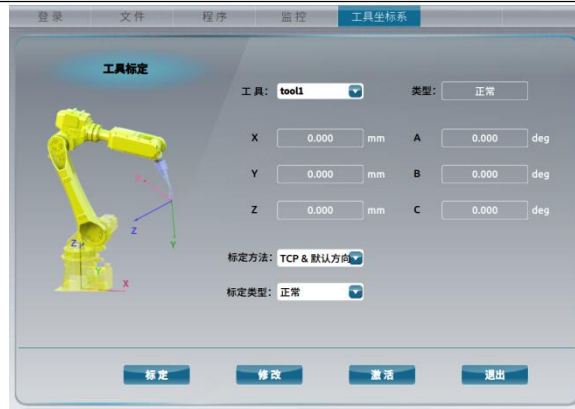 登录 文件 程序 监控 工具坐标系
工具标定
工具： tool1 类型： 正常
X 0.000 mm A 0.000 deg
Y 0.000 mm B 0.000 deg
Z 0.000 mm C 0.000 deg
标定方法： TCP & 默认方向
标定类型： 正常
X
Z
Y
Z
Y
X
标定 修改 激活 退出